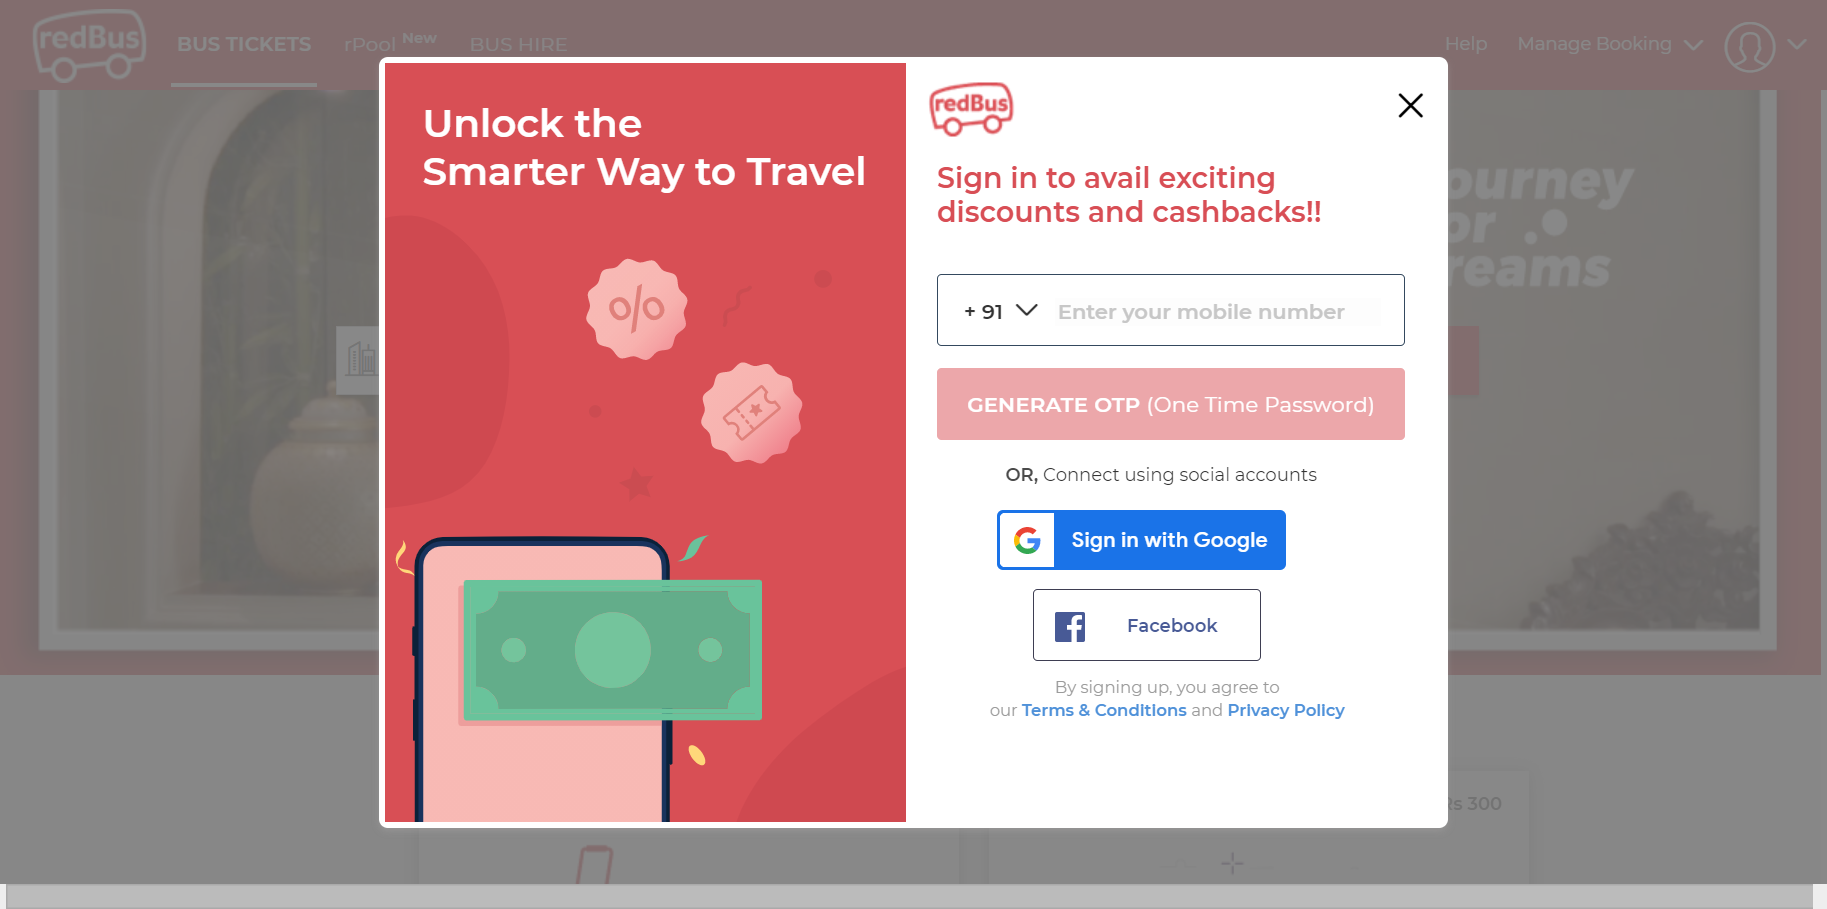 redBus
BUS TICKETS
rPool New
BUS HIRE
Help
Manage Booking
Unlock the
Smarter Way to Travel
%
redBus
Sign in to avail exciting
discounts and cashbacks!!
+ 91
Enter your mobile number
GENERATE OTP (One Time Password)
OR, Connect using social accounts
G
Sign in with Google
f
Facebook
By signing up, you agree to
our Terms & Conditions and Privacy Policy
ourney
or
reams
Rs 300